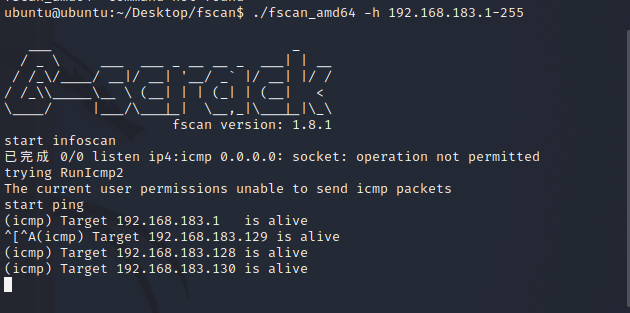 ubuntu@ubuntu:~/Desktop/fscan$ ./fscan_amd64 -h 192.168.183.1-255
fscan version: 1.8.1
start infoscan
已完成 0/0 listen ip4:icmp 0.0.0.0: socket: operation not permitted
trying RunIcmp2
The current user permissions unable to send icmp packets
start ping
(icmp) Target 192.168.183.1   is alive
^[^A(icmp) Target 192.168.183.129 is alive
(icmp) Target 192.168.183.128 is alive
(icmp) Target 192.168.183.130 is alive